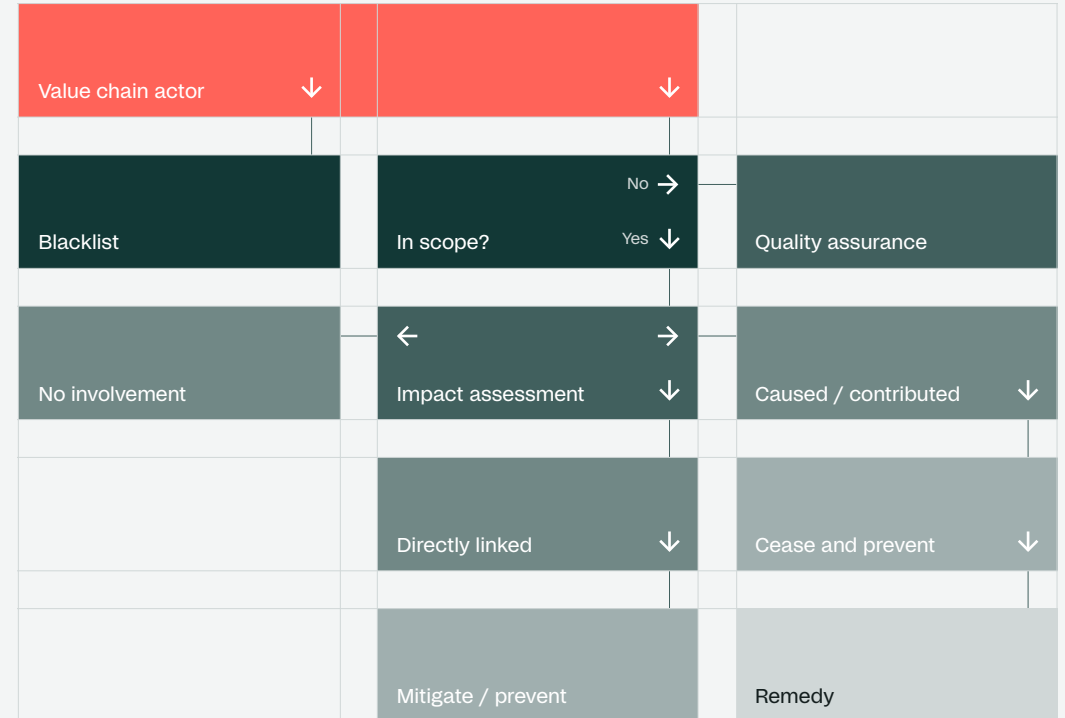 Value chain actor
No
Blacklist
In scope?
Yes
Quality assurance
No involvement
Impact assessment
Caused / contributed
Directly linked
Cease and prevent
Mitigate / prevent
Remedy